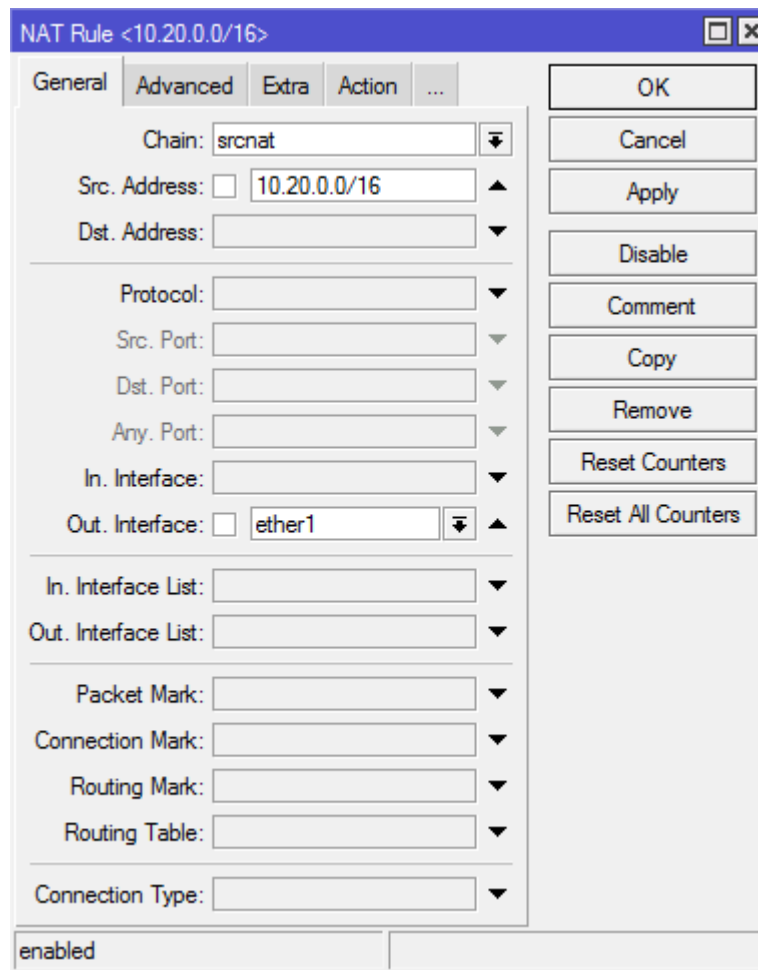 NAT Rule <10.20.0.0/16>
General Advanced Extra Action ...
Chain: srcnat
Src. Address: 10.20.0.0/16
Dst. Address:
Protocol:
Src. Port:
Dst. Port:
Any. Port:
In. Interface:
Out. Interface: ether1
In. Interface List:
Out. Interface List:
Packet Mark:
Connection Mark:
Routing Mark:
Routing Table:
Connection Type:
OK
Cancel
Apply
Disable
Comment
Copy
Remove
Reset Counters
Reset All Counters
enabled